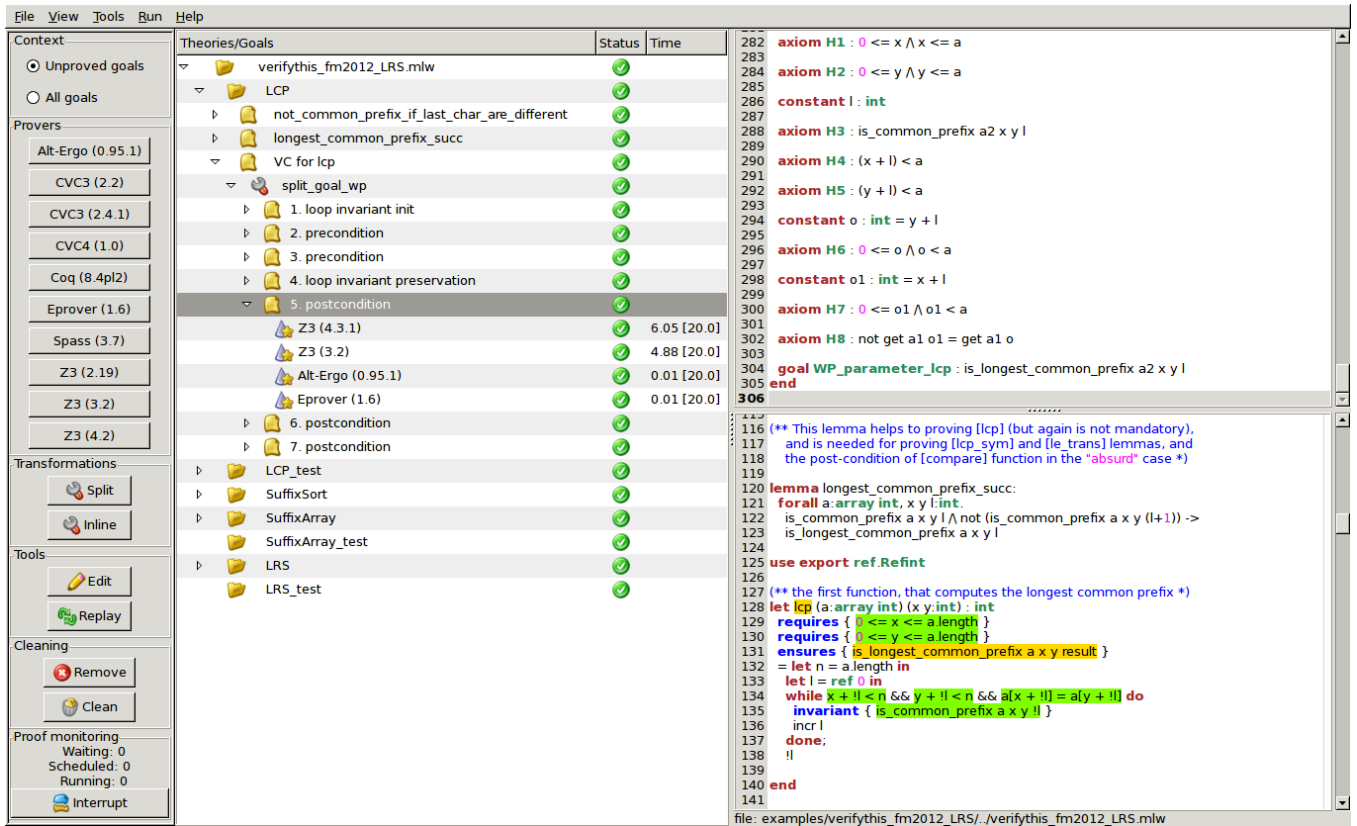 File View Tools Run Help
Context
Unproved goals
All goals
Provers
Alt-Ergo (0.95.1)
CVC3 (2.2)
CVC3 (2.4.1)
CVC4 (1.0)
Coq (8.4pl2)
Eprover (1.6)
Spass (3.7)
Z3 (2.19)
Z3 (3.2)
Z3 (4.2)
Transformations
Split
Inline
Tools
Edit
Replay
Cleaning
Remove
Clean
Proof monitoring
Waiting: 0
Scheduled: 0
Running: 0
Interrupt
Theories/Goals Status Time
verifythis_fm2012_LRS.mlw
LCP
not_common_prefix_if_last_char_are_different
longest_common_prefix_succ
VC for lcp
split_goal_wp
1. loop invariant init
2. precondition
3. precondition
4. loop invariant preservation
5. postcondition
Z3 (4.3.1) 6.05 [20.0]
Z3 (3.2) 4.88 [20.0]
Alt-Ergo (0.95.1) 0.01 [20.0]
Eprover (1.6) 0.01 [20.0]
6. postcondition
7. postcondition
LCP_test
SuffixSort
SuffixArray
SuffixArray_test
LRS
LRS_test
282 axiom H1 : 0 <= x /\ x <= a
283
284 axiom H2 : 0 <= y /\ y <= a
285
286 constant l : int
287
288 axiom H3 : is_common_prefix a2 x y l
289
290 axiom H4 : (x + l) < a
291
292 axiom H5 : (y + l) < a
293
294 constant o : int = y + l
295
296 axiom H6 : 0 <= o /\ o < a
297
298 constant o1 : int = x + l
299
300 axiom H7 : 0 <= o1 /\ o1 < a
301
302 axiom H8 : not get a1 o1 = get a1 o
303
304 goal WP_parameter_lcp : is_longest_common_prefix a2 x y l
305 end
306
115
116 (** This lemma helps to proving [lcp] (but again is not mandatory),
117 and is needed for proving [lcp_sym] and [le_trans] lemmas, and
118 the post-condition of [compare] function in the "absurd" case *)
119
120 lemma longest_common_prefix_succ:
121 forall a:array int, x y l:int.
122 is_common_prefix a x y l /\ not (is_common_prefix a x y (l+1)) ->
123 is_longest_common_prefix a x y l
124
125 use export ref.Refint
126
127 (** the first function, that computes the longest common prefix *)
128 let lcp (a:array int) (x y:int) : int
129 requires { 0 <= x <= a.length }
130 requires { 0 <= y <= a.length }
131 ensures { is_longest_common_prefix a x y result }
132 = let n = a.length in
133 let l = ref 0 in
134 while x + !l < n && y + !l < n && a[x + !l] = a[y + !l] do
135 invariant { is_common_prefix a x y !l }
136 incr l
137 done;
138 !l
139
140 end
141
file: examples/verifythis_fm2012_LRS/../verifythis_fm2012_LRS.mlw